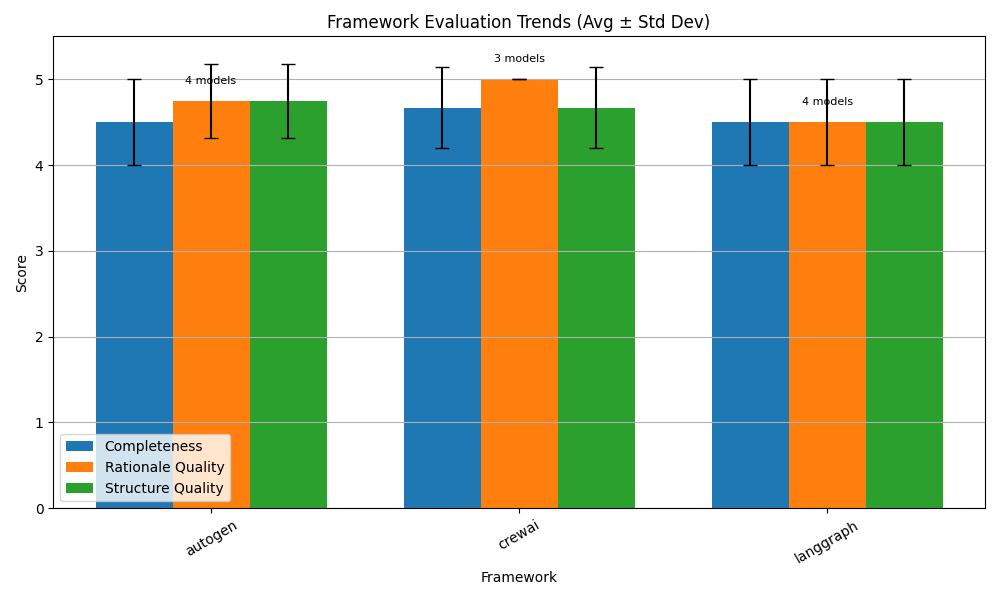 Framework Evaluation Trends (Avg ± Std Dev)
Score
5
4
3
2
1
0
4 models
3 models
4 models
Completeness
Rationale Quality
Structure Quality
autogen
crewai
langgraph
Framework